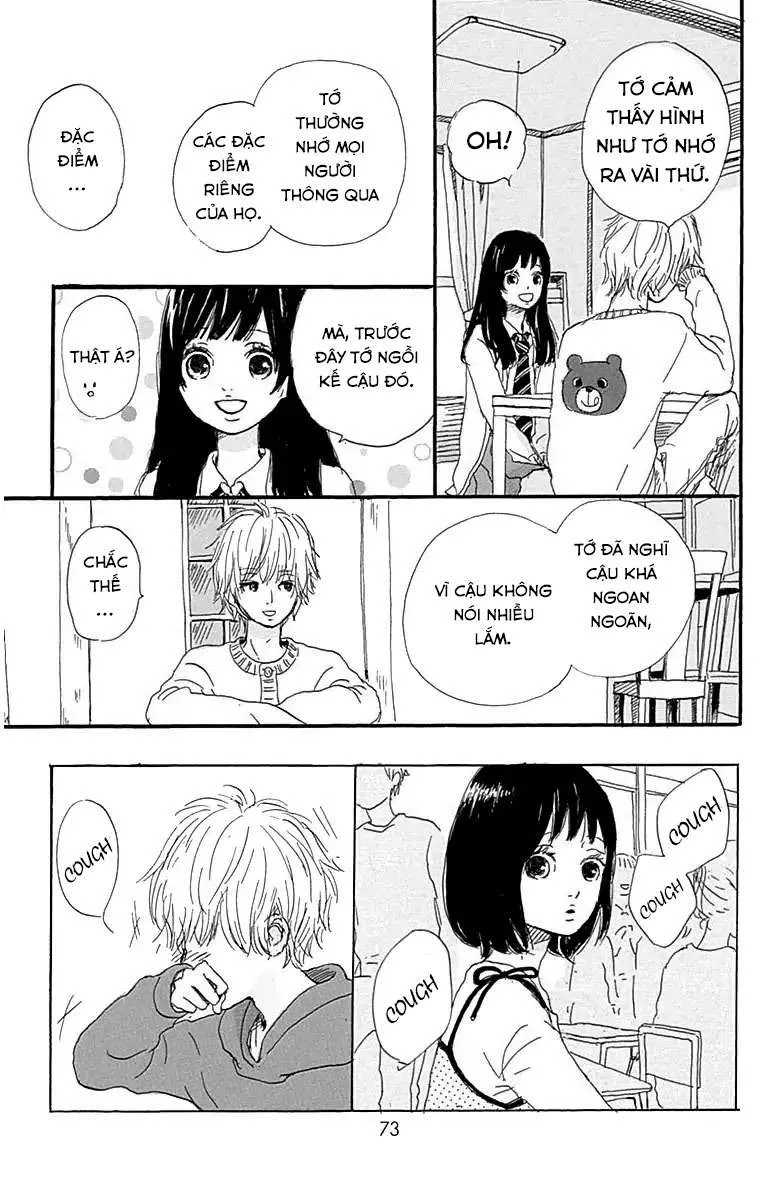 TỚ CẢM
THẤY HÌNH
NHƯ TỚ NHỚ
RA VÀI THỨ.
OH!
TỚ
THƯỜNG
NHỚ MỌI
NGƯỜI
THÔNG QUA
CÁC ĐẶC
ĐIỂM
RIÊNG
CỦA HỌ.
ĐẶC
ĐIỂM
...
MÀ, TRƯỚC
ĐÂY TỚ NGỒI
KẾ CẬU ĐÓ.
THẬT Á?
TỚ ĐÃ NGHĨ
CẬU KHÁ
NGOAN
NGOÃN,
VÌ CẬU KHÔNG
NÓI NHIỀU
LẮM.
CHẮC
THẾ
...
COUGH
COUGH
COUGH
COUGH
73